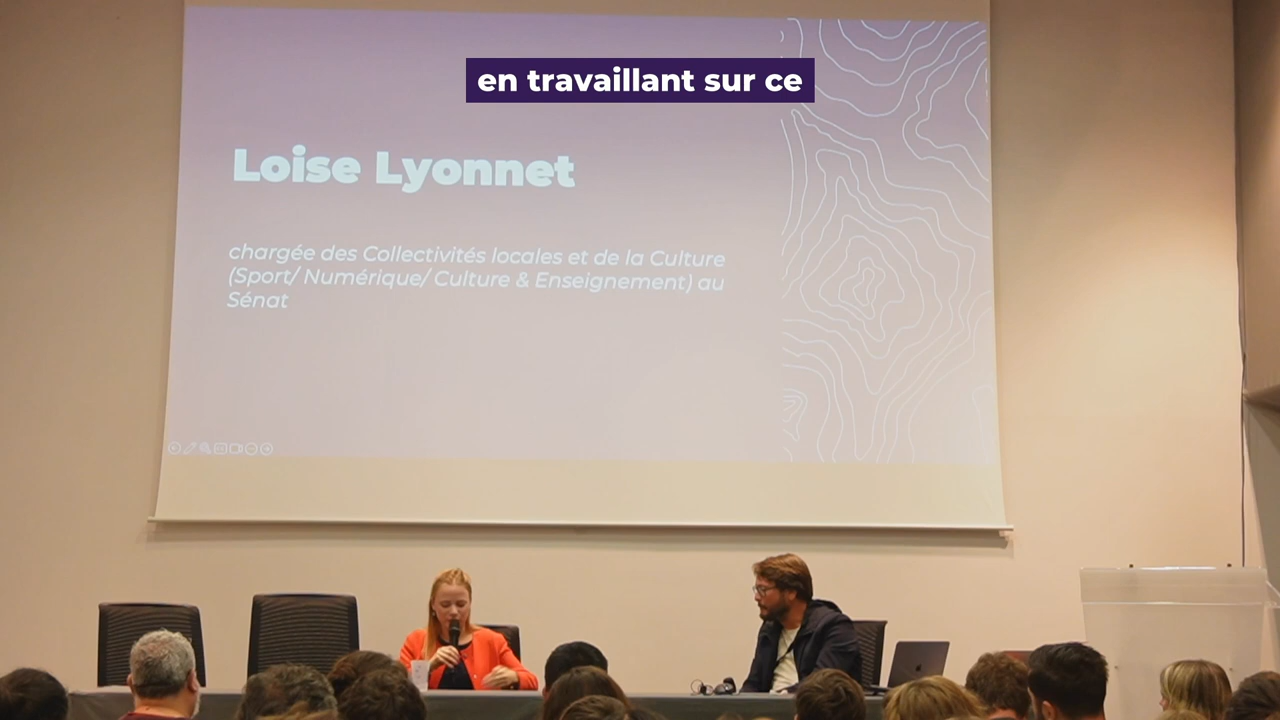 en travaillant sur ce
Loise Lyonnet
chargée des Collectivités locales et de la Culture
(Sport/ Numérique/ Culture & Enseignement) au
Sénat